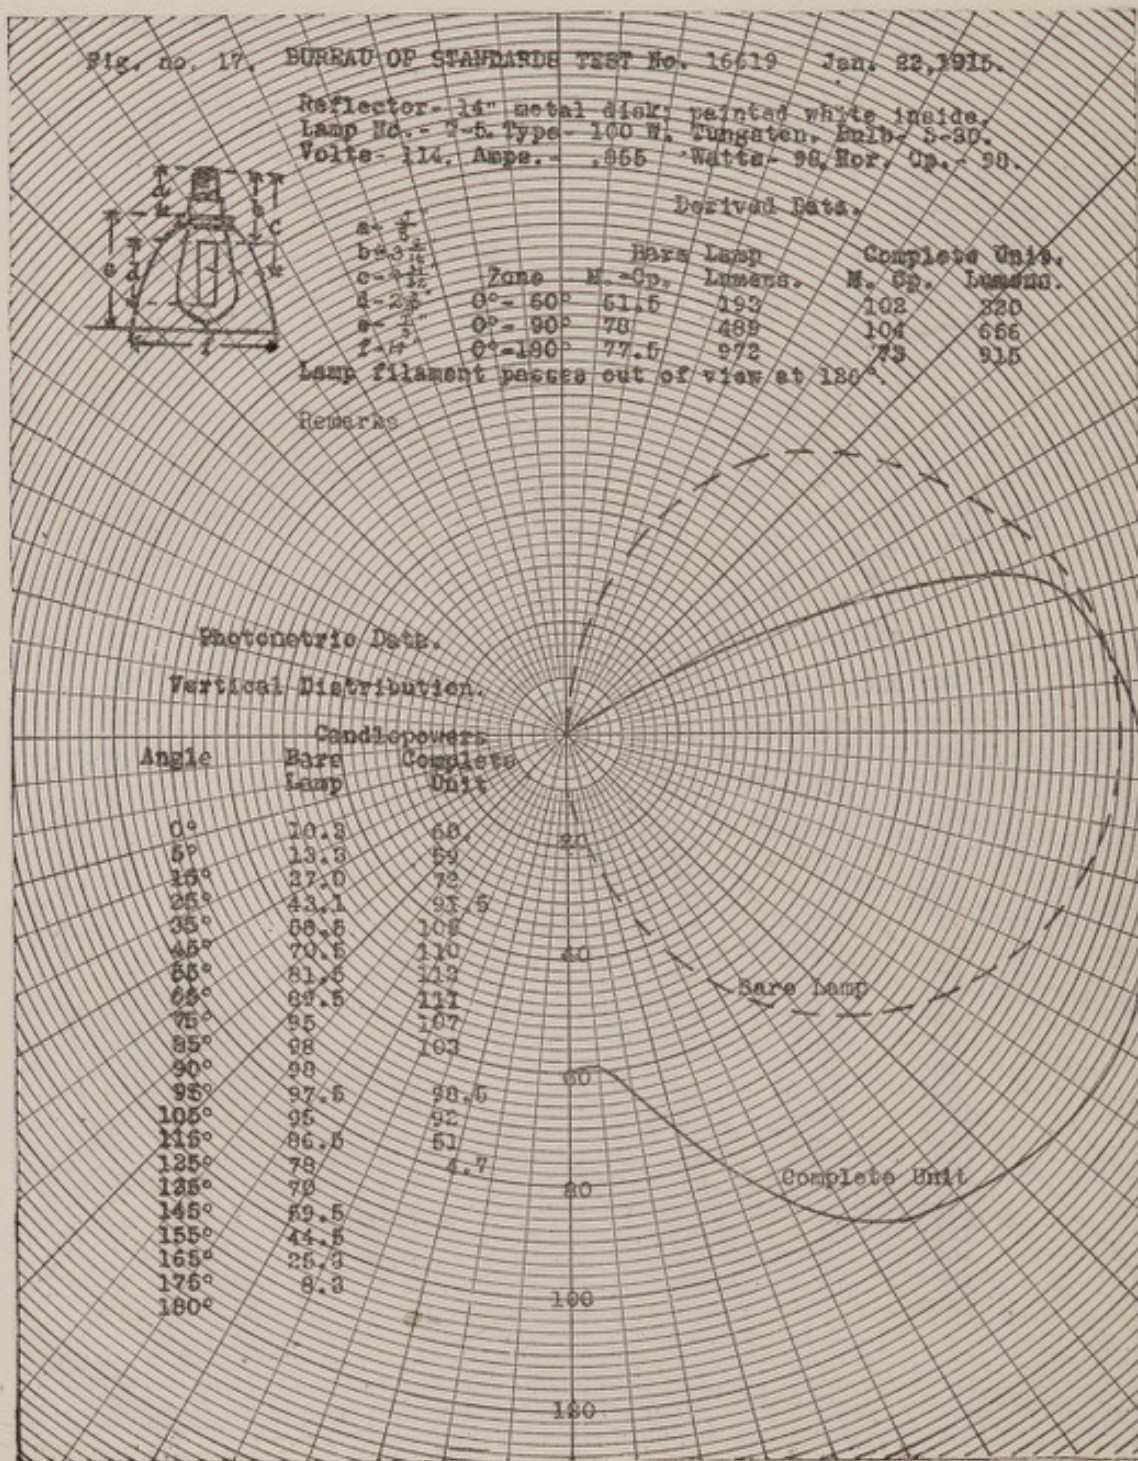 Fig. no. 17. BUREAU OF STANDARDS TEST No. 16619 Jan. 22, 1915.
Reflector- 14" metal disk; painted white inside.
Lamp No.- T-5. Type- 100 W. Tungsten. Bulb- S-30.
Volts- 114. Amps.- .855 Watts- 98. Hor. Cp.- 98.
Derived Data.
Bare Lamp Complete Unit.
Zone M.-Cp. Lumens. M. Cp. Lumens.
0°- 60° 61.5 193 102 320
0°- 90° 78 489 104 656
0°-180° 77.5 972 73 915
a-
b-
c-
d-
e-
f-
Lamp filament passes out of view at 120°.
Remarks
Photometric Data.
Vertical Distribution.
Candlepowers
Angle Bare Complete
Lamp Unit
0° 10.3 60.
5° 13.3 59
15° 27.0 72
25° 43.1 91.5
35° 58.5
45° 70.5 110
55° 81.5 112
65° 89.5 111
75° 95 107
85° 98 103
90° 98
95° 97.5 98.5
105° 95 92
115° 86.5 51
125° 78 4.7
135° 70
145° 59.5
155° 44.5
165° 25.3
175° 8.3
180°
20
40
Bare Lamp
60
80
Complete Unit
100
120